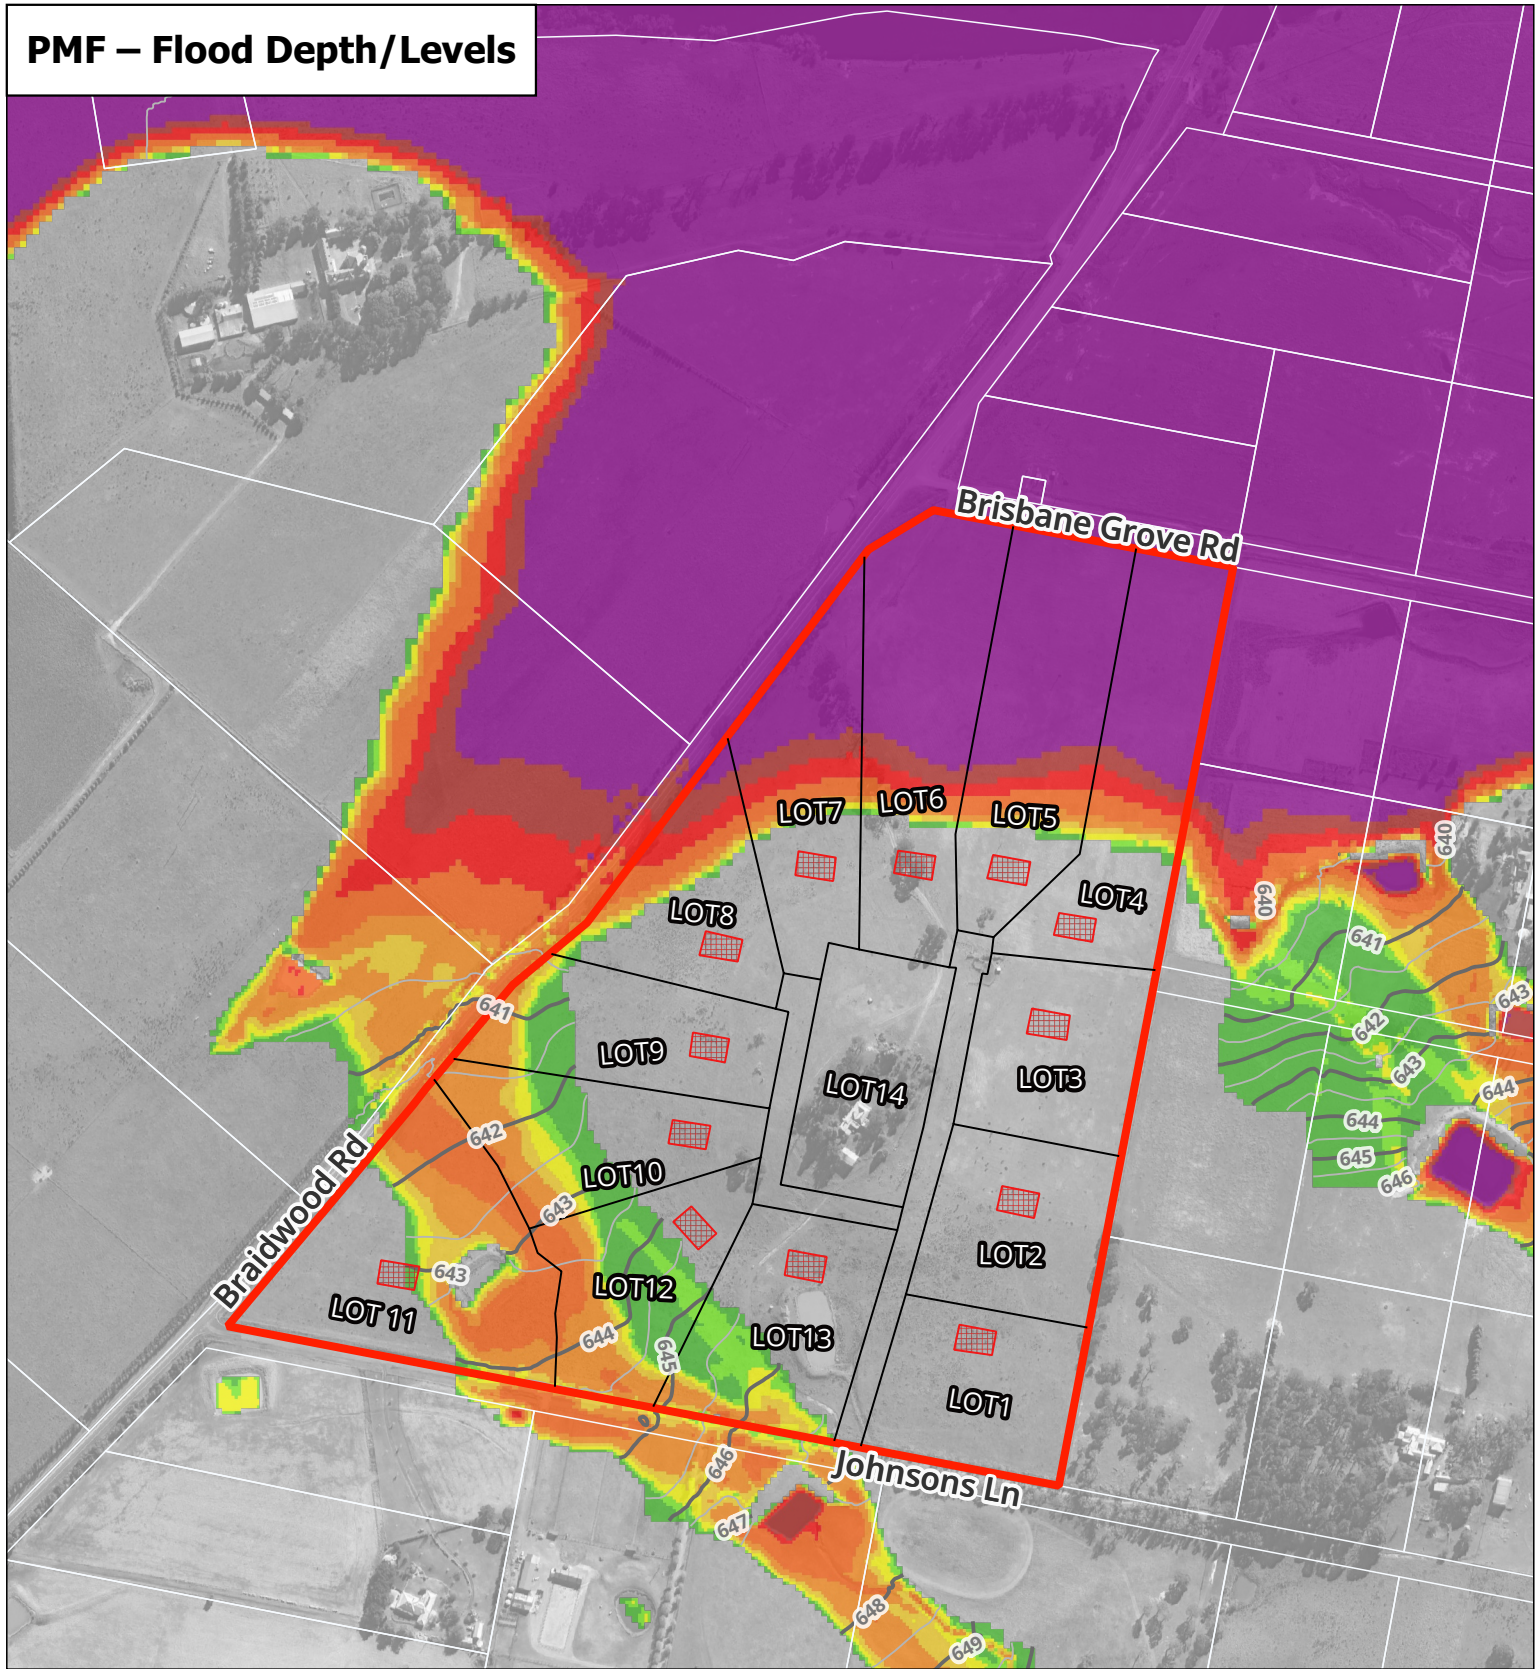 PMF – Flood Depth/Levels
Brisbane Grove Rd
LOT7
LOT6
LOT5
640
LOT4
640
LOT8
641
643
641
642
LOT9
643
LOT3
LOT14
644
644
642
645
LOT10
646
643
Braidwood Rd
LOT2
643
LOT12
LOT 11
644
LOT13
645
LOT1
646
Johnsons Ln
647
648
649